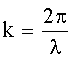 k = 2π/λ